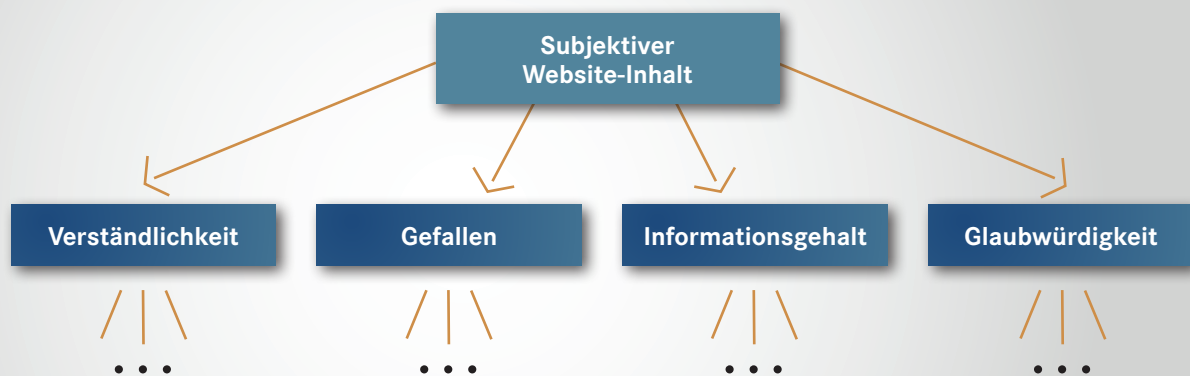 Subjektiver
Website-Inhalt
Verständlichkeit
Gefallen
Informationsgehalt
Glaubwürdigkeit
• • •
• • •
• • •
• • •